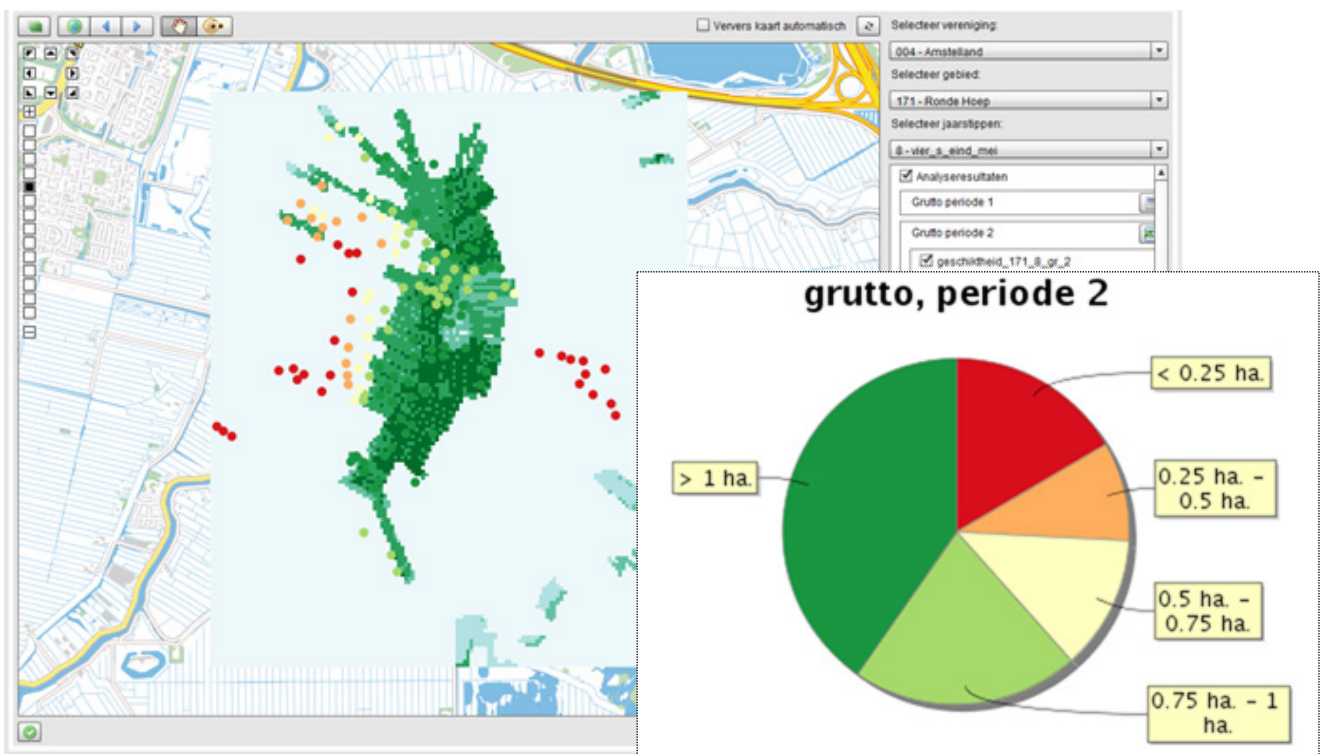 Ververs kaart automatisch
Selecteer vereniging:
004 - Amstelland
Selecteer gebied:
171 - Ronde Hoep
Selecteer jaarstippen:
8 - vier_s_eind_mei
Analyseresultaten
Grutto periode 1
Grutto periode 2
geschiktheid_171_8_gr_2
grutto, periode 2
< 0.25 ha.
> 1 ha.
0.25 ha. –
0.5 ha.
0.5 ha. –
0.75 ha.
0.75 ha. – 1
ha.